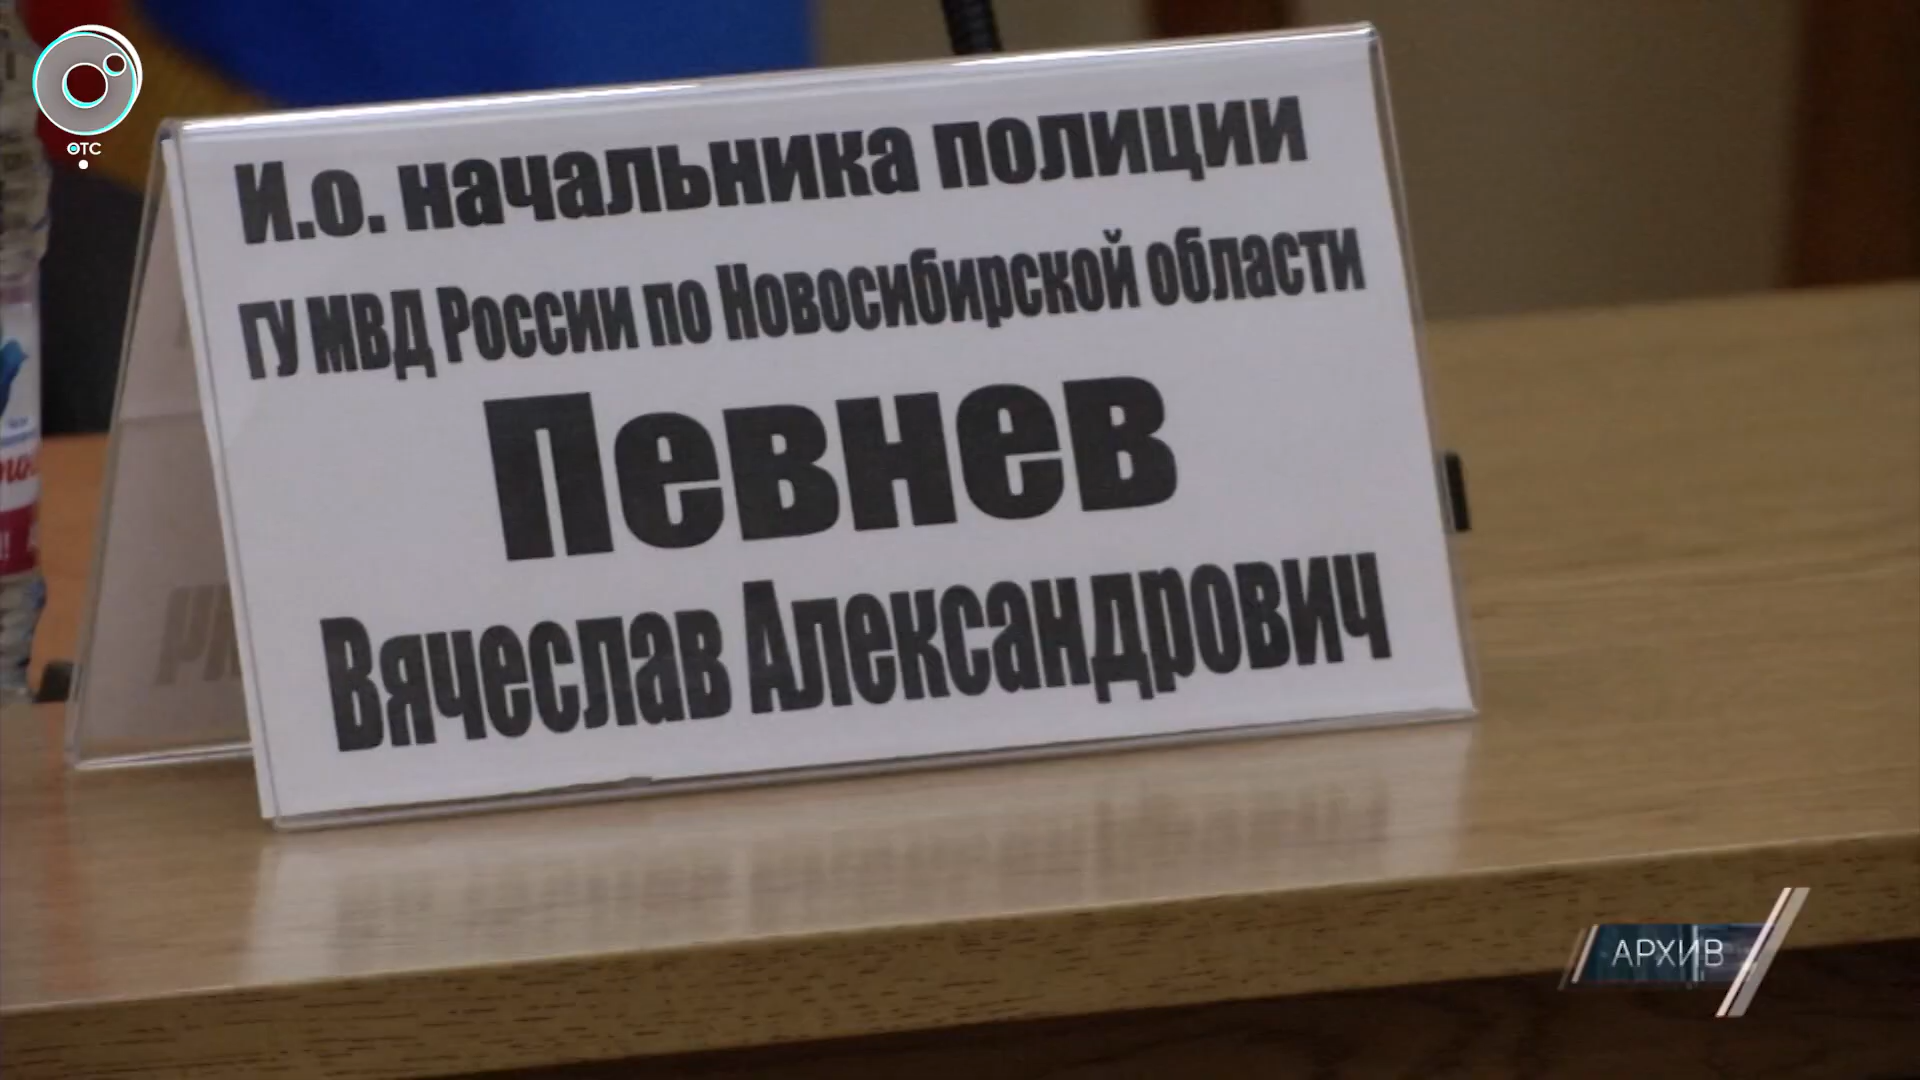 ОТС
И.о. начальника полиции
ГУ МВД России по Новосибирской области
Певнев
Вячеслав Александрович
АРХИВ